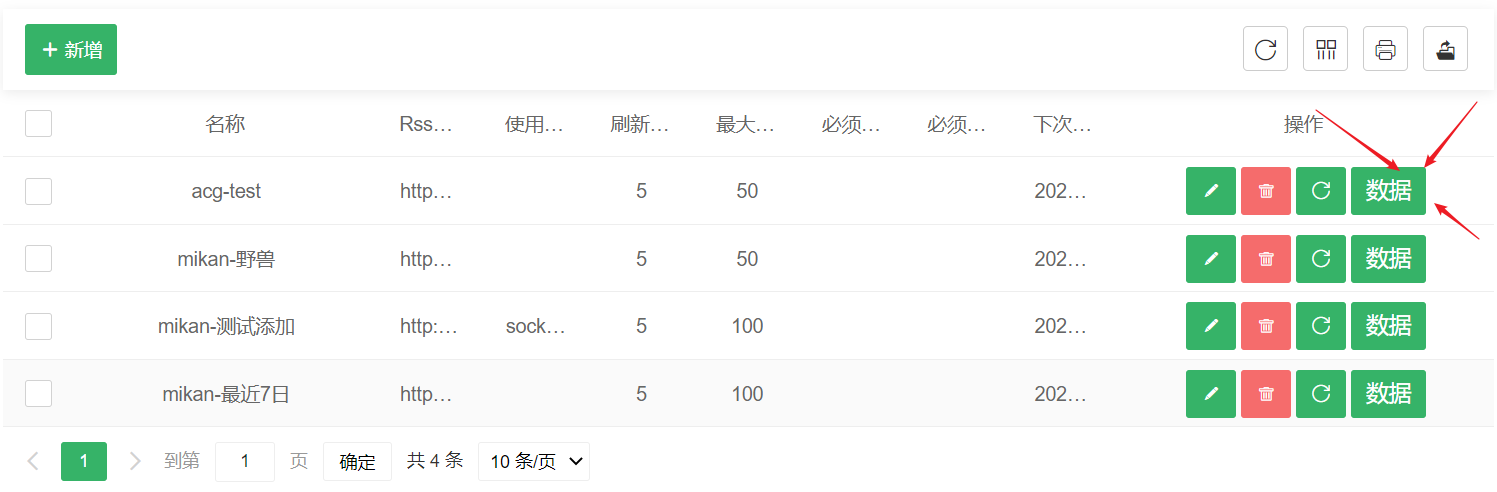 新增
名称 Rss... 使用... 刷新... 最大... 必须... 必须... 下次... 操作
acg-test http... 5 50 202... 数据
mikan-野兽 http... 5 50 202... 数据
mikan-测试添加 http:... sock... 5 100 202... 数据
mikan-最近7日 http... 5 100 202... 数据
1 到第 1 页 确定 共 4 条 10 条/页